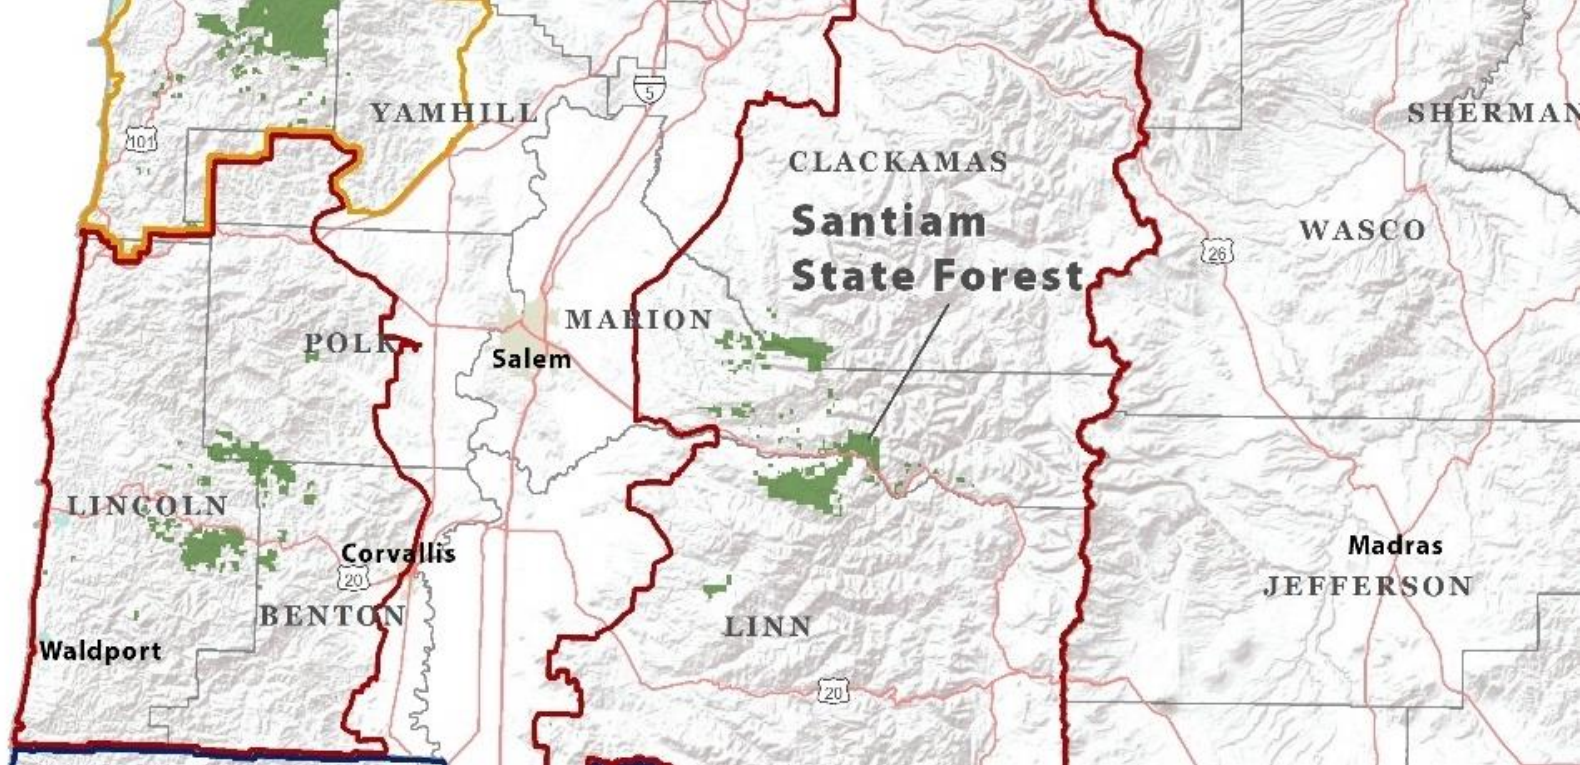 YAMHILL
5
101
SHERMAN
CLACKAMAS
Santiam
State Forest
WASCO
26
MARION
POLK
Salem
LINCOLN
Corvallis
20
Madras
JEFFERSON
BENTON
LINN
Waldport
20